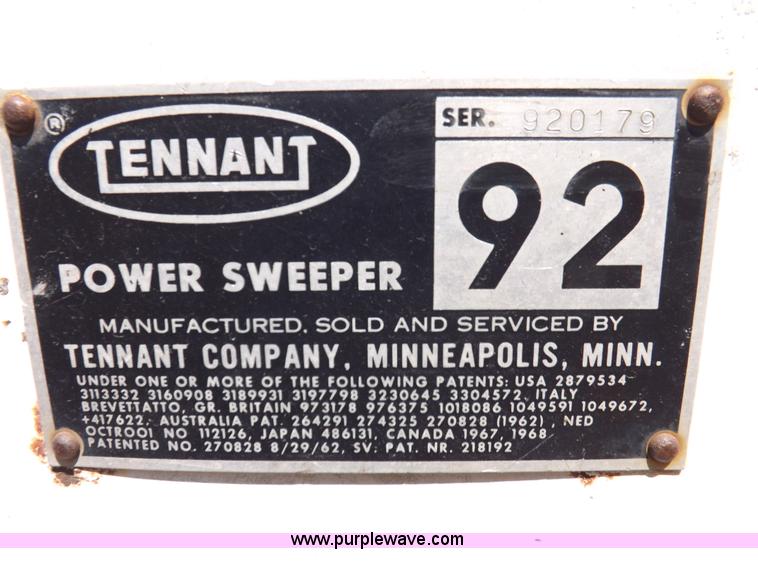 TENNANT ®
SER. 920179
92
POWER SWEEPER
MANUFACTURED, SOLD AND SERVICED BY
TENNANT COMPANY, MINNEAPOLIS, MINN.
UNDER ONE OR MORE OF THE FOLLOWING PATENTS: USA 2879534
3113332 3160908 3189931 3197798 3230645 3304572, ITALY
BREVETTATTO, GR. BRITAIN 973178 976375 1018086 1049591 1049672,
+417622. AUSTRALIA PAT. 264291 274325 270828 (1962), NED
OCTROOI NO 112126, JAPAN 486131, CANADA 1967, 1968
PATENTED NO. 270828 8/29/62, SV. PAT. NR. 218192
www.purplewave.com